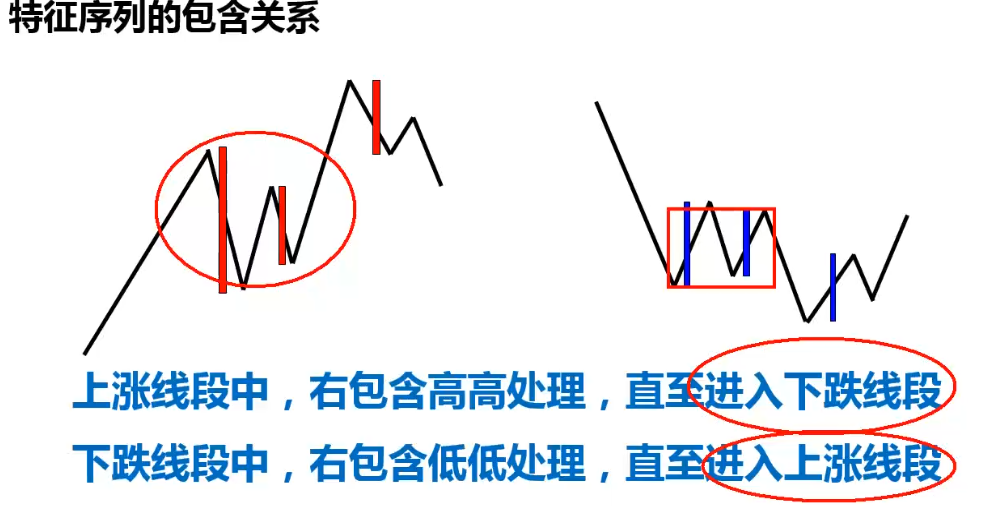 特征序列的包含关系
上涨线段中，右包含高高处理，直至进入下跌线段
下跌线段中，右包含低低处理，直至进入上涨线段